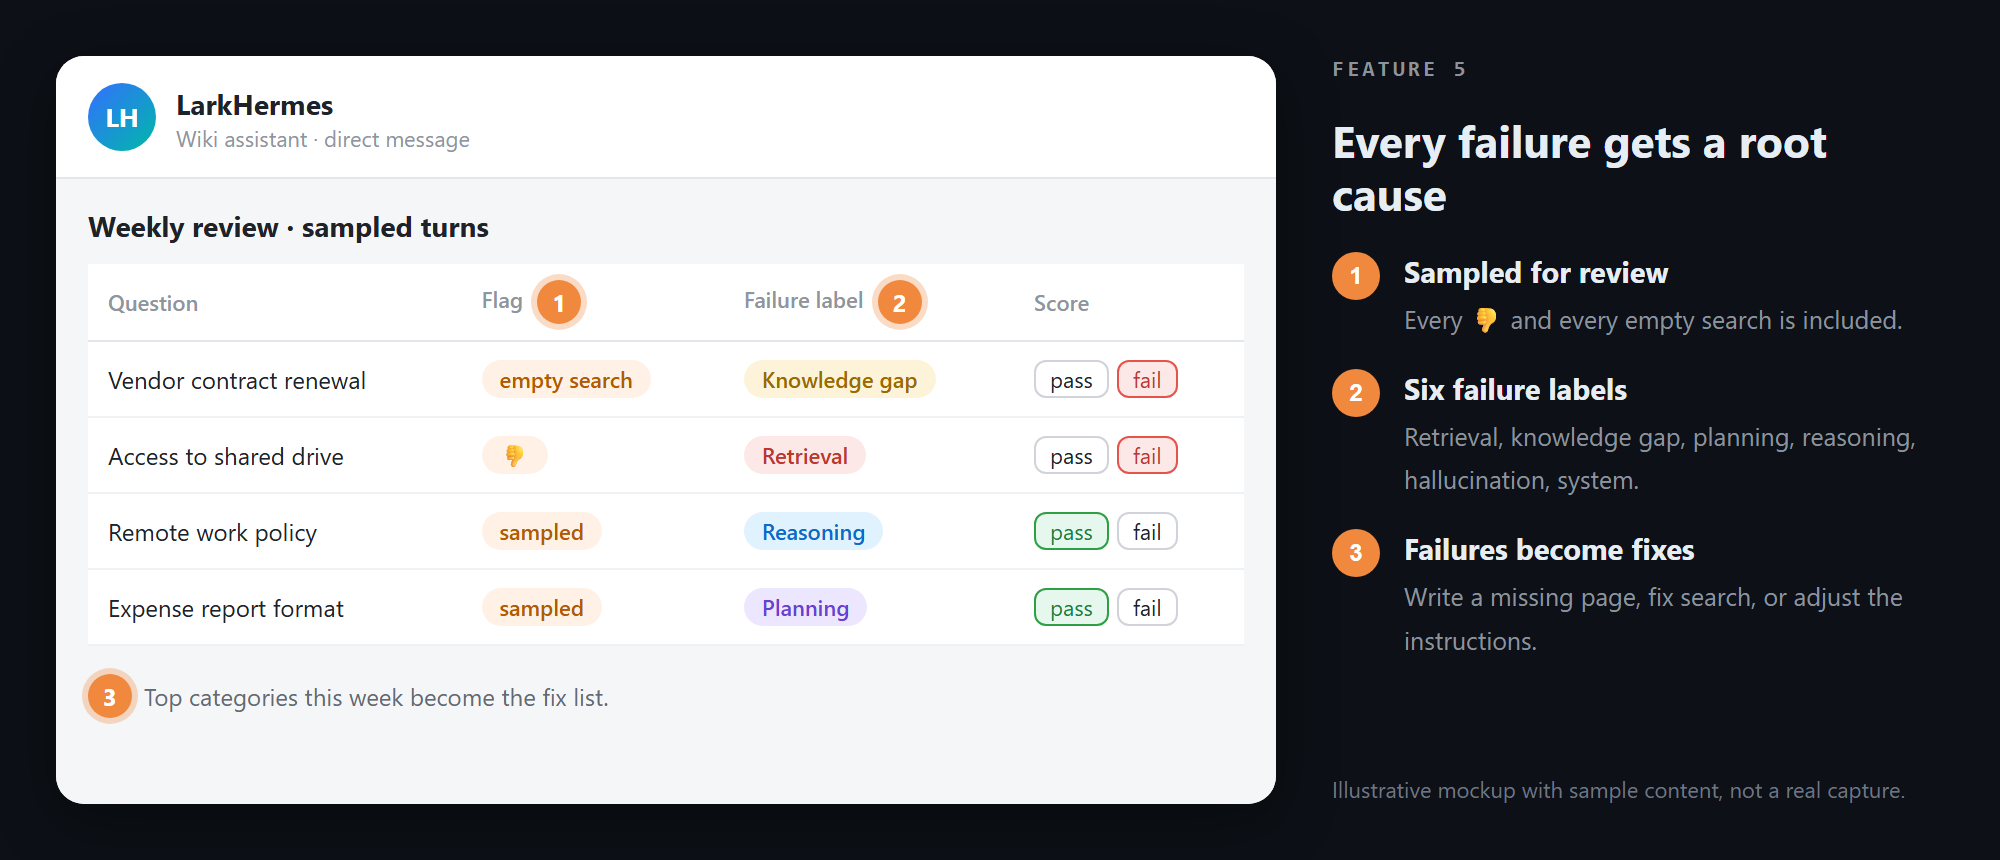 LH
LarkHermes
Wiki assistant · direct message
Weekly review · sampled turns
Question Flag 1 Failure label 2 Score
Vendor contract renewal empty search Knowledge gap pass fail
Access to shared drive 👎 Retrieval pass fail
Remote work policy sampled Reasoning pass fail
Expense report format sampled Planning pass fail
3 Top categories this week become the fix list.
FEATURE 5
Every failure gets a root
cause
1 Sampled for review
Every 👎 and every empty search is included.
2 Six failure labels
Retrieval, knowledge gap, planning, reasoning,
hallucination, system.
3 Failures become fixes
Write a missing page, fix search, or adjust the
instructions.
Illustrative mockup with sample content, not a real capture.